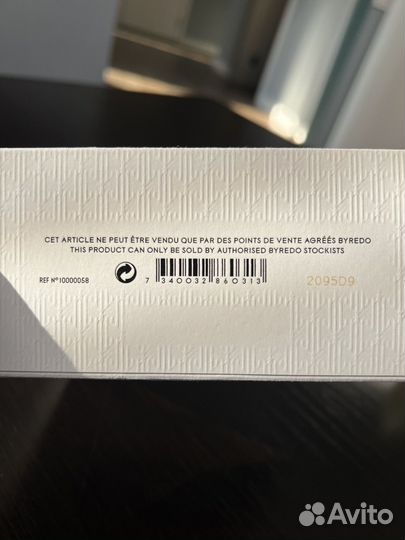 CET ARTICLE NE PEUT ÊTRE VENDU QUE PAR DES POINTS DE VENTE AGRÉÉS BYREDO
THIS PRODUCT CAN ONLY BE SOLD BY AUTHORISED BYREDO STOCKISTS
REF N°10000058
7 340032 860313
2095D9
Avito